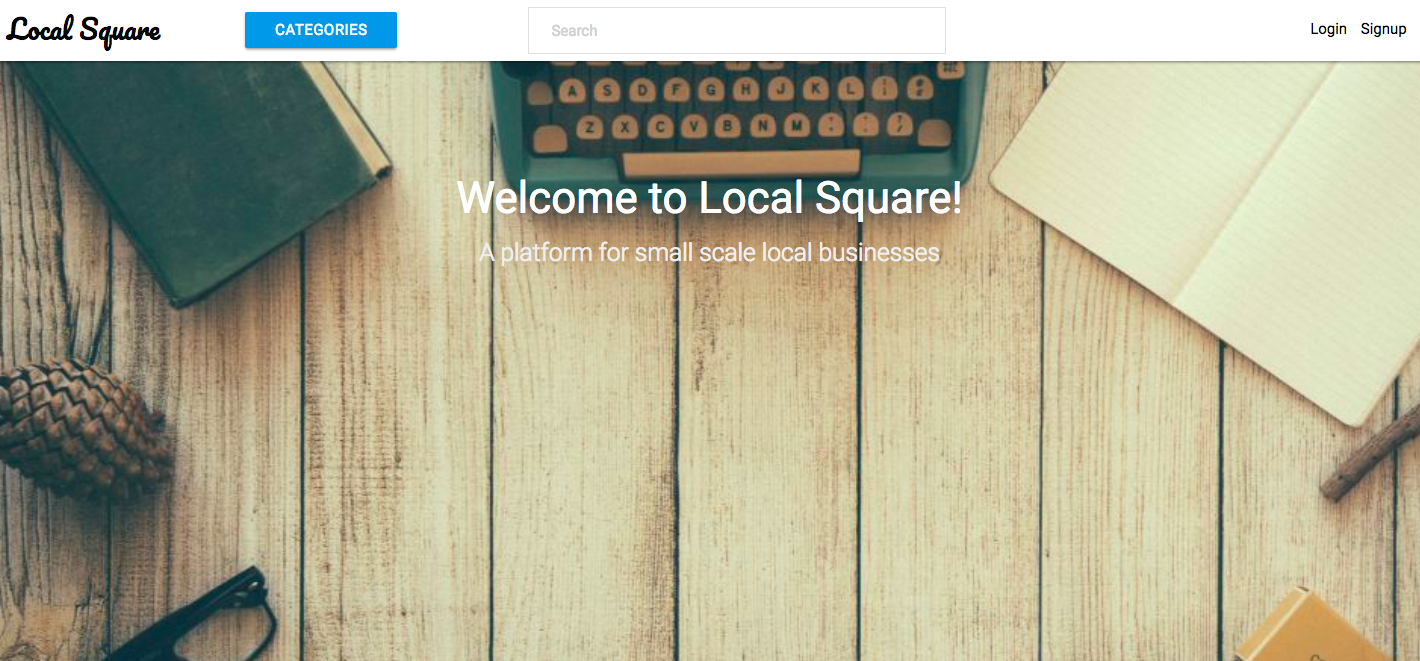 Local Square
CATEGORIES
Search
Login Signup
A S D F G H J K L
Z X C V B N M
Welcome to Local Square!
A platform for small scale local businesses